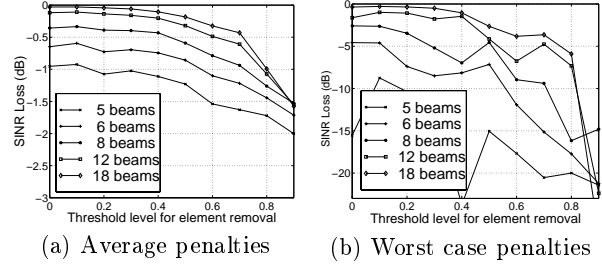 0
−0.5
−1
−1.5
−2
−2.5
−3
SINR Loss (dB)
5 beams
6 beams
8 beams
12 beams
18 beams
0 0.2 0.4 0.6 0.8
Threshold level for element removal
(a) Average penalties
0
−5
−10
−15
−20
SINR Loss (dB)
5 beams
6 beams
8 beams
12 beams
18 beams
0 0.2 0.4 0.6 0.8
Threshold level for element removal
(b) Worst case penalties